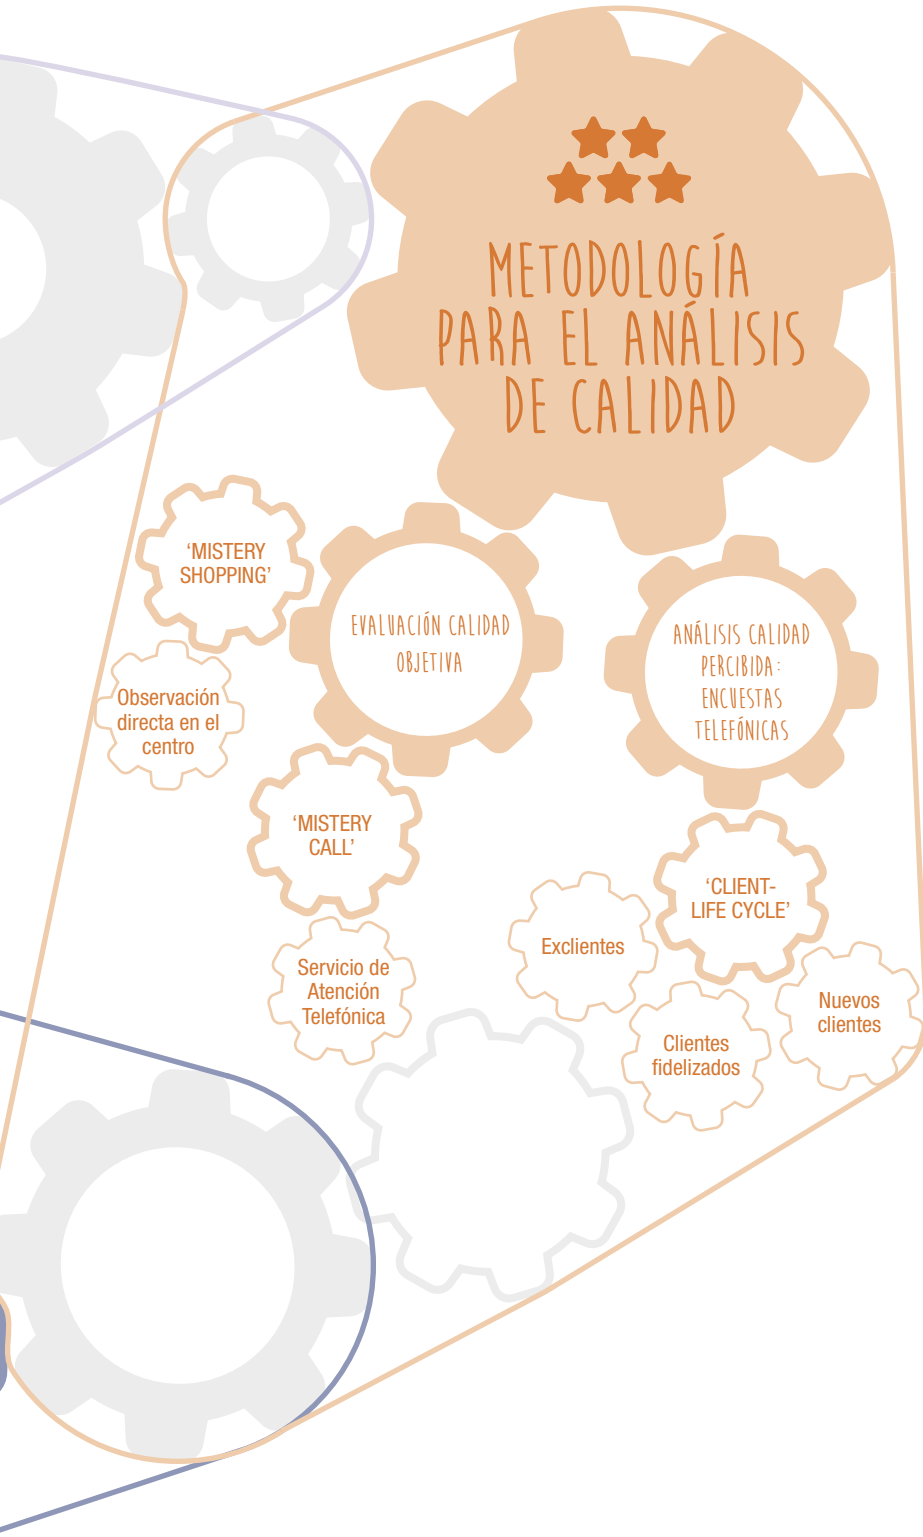 METODOLOGÍA
PARA EL ANÁLISIS
DE CALIDAD
‘MISTERY
SHOPPING’
EVALUACIÓN CALIDAD
OBJETIVA
ANÁLISIS CALIDAD
PERCIBIDA:
ENCUESTAS
TELEFÓNICAS
Observación
directa en el
centro
‘MISTERY
CALL’
‘CLIENT-
LIFE CYCLE’
Servicio de
Atención
Telefónica
Exclientes
Clientes
fidelizados
Nuevos
clientes